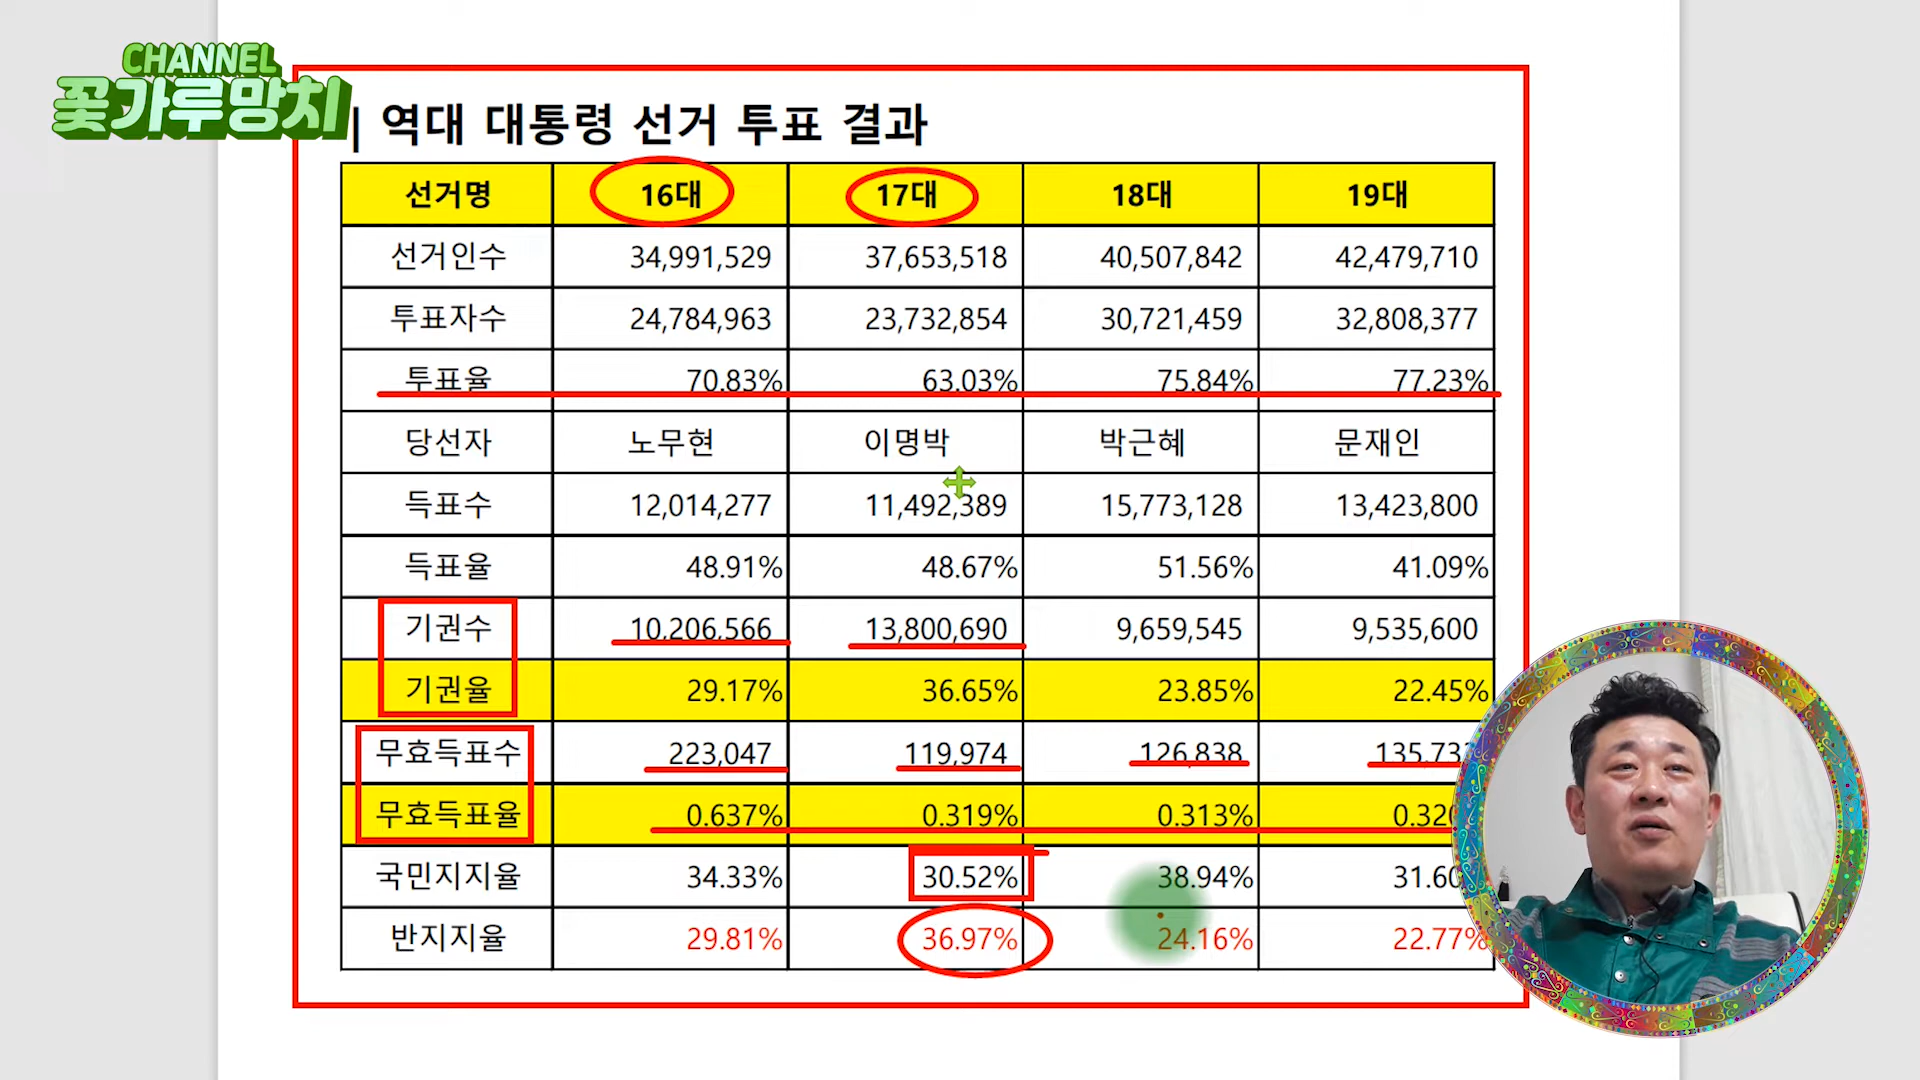 CHANNEL
꽃가루망치
| 역대 대통령 선거 투표 결과
선거명 16대 17대 18대 19대
선거인수 34,991,529 37,653,518 40,507,842 42,479,710
투표자수 24,784,963 23,732,854 30,721,459 32,808,377
투표율 70.83% 63.03% 75.84% 77.23%
당선자 노무현 이명박 박근혜 문재인
득표수 12,014,277 11,492,389 15,773,128 13,423,800
득표율 48.91% 48.67% 51.56% 41.09%
기권수 10,206,566 13,800,690 9,659,545 9,535,600
기권율 29.17% 36.65% 23.85% 22.45%
무효득표수 223,047 119,974 126,838
무효득표율 0.637% 0.319% 0.313%
국민지지율 34.33% 30.52% 38.94%
반지지율 29.81% 36.97% 24.16% 22.77%